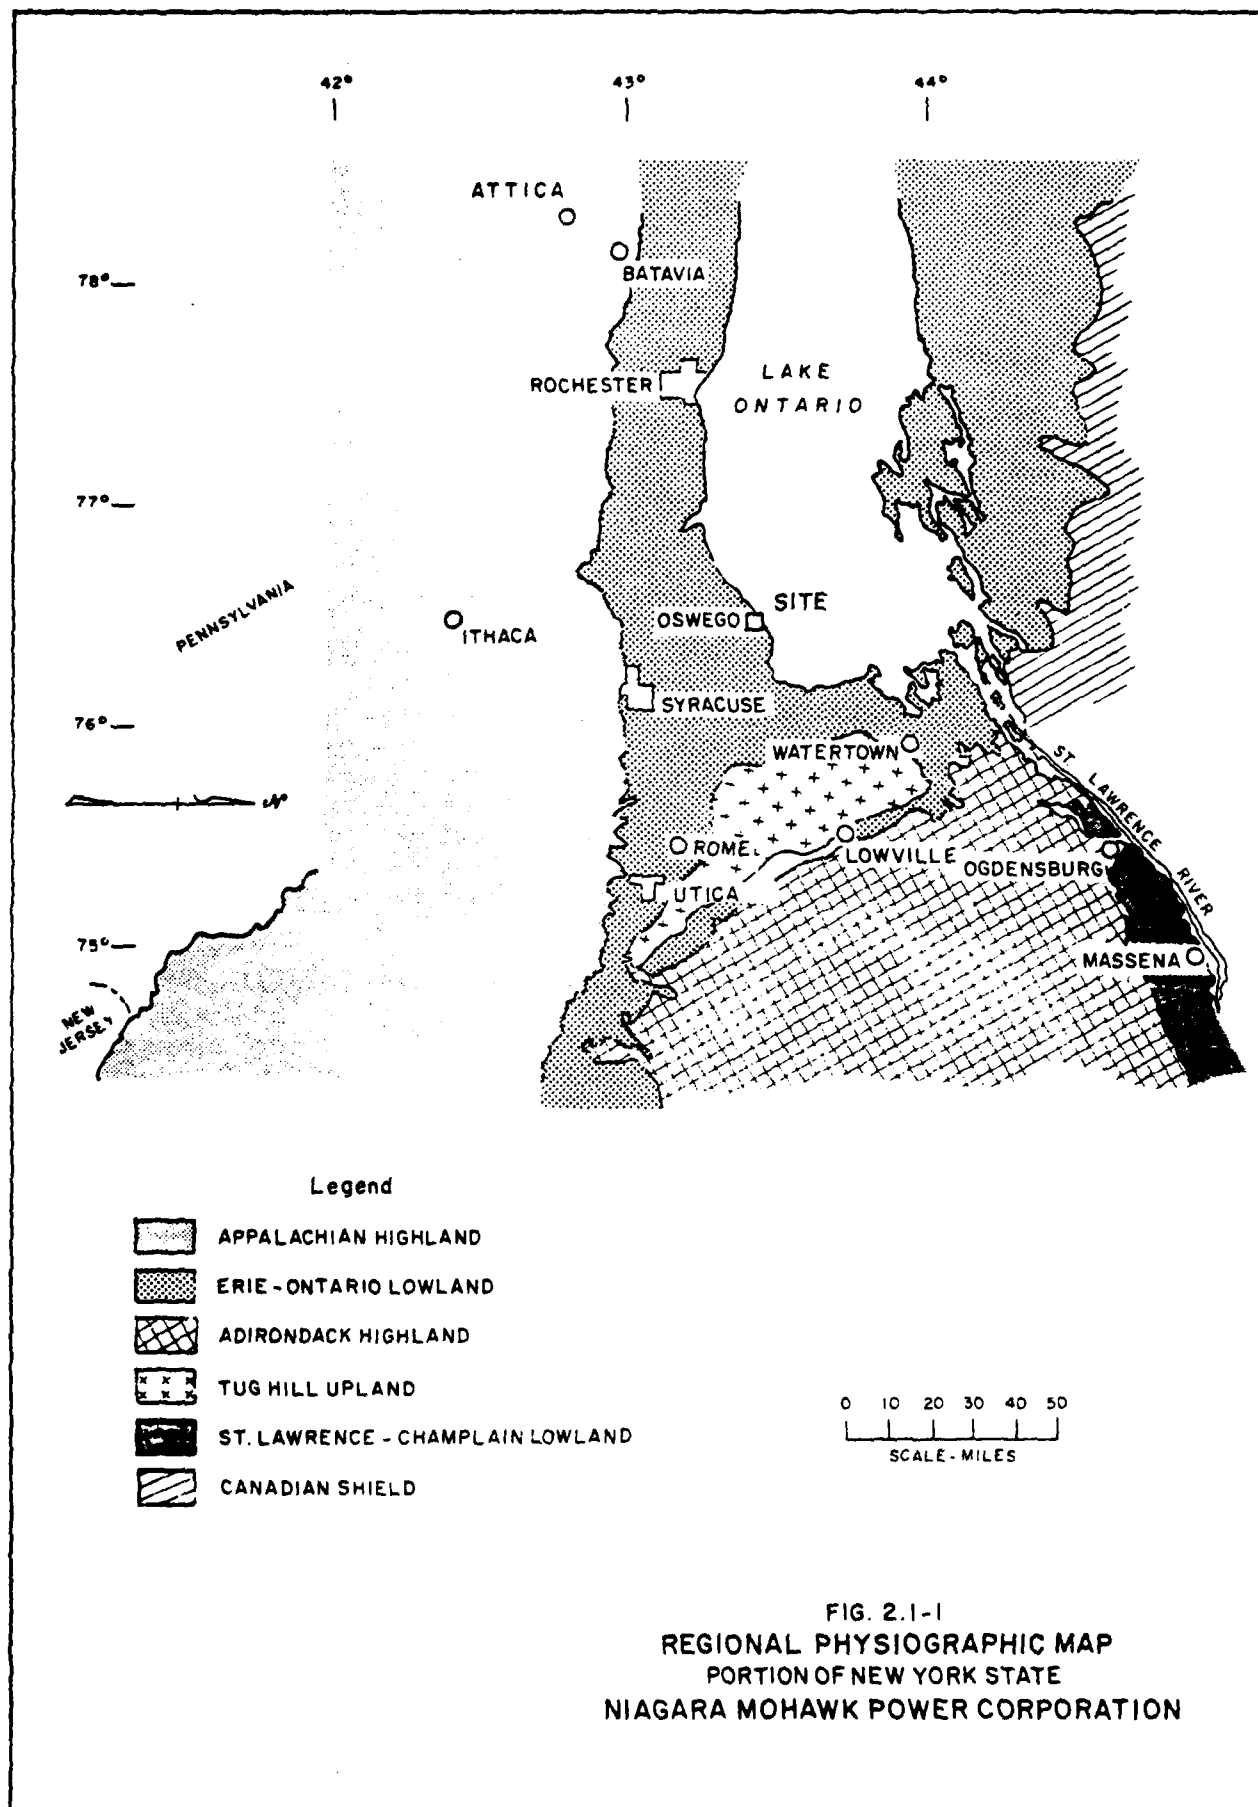 42°
43°
44°
ATTICA
BATAVIA
78°
LAKE
ONTARIO
ROCHESTER
77°
PENNSYLVANIA
SITE
OSWEGO
ITHACA
SYRACUSE
76°
WATERTOWN
ST. LAWRENCE RIVER
N
ROME
LOWVILLE
OGDENSBURG
UTICA
75°
MASSENA
NEW
JERSEY
Legend
APPALACHIAN HIGHLAND
ERIE-ONTARIO LOWLAND
ADIRONDACK HIGHLAND
TUG HILL UPLAND
ST. LAWRENCE - CHAMPLAIN LOWLAND
CANADIAN SHIELD
0 10 20 30 40 50
SCALE-MILES
FIG. 2.1-1
REGIONAL PHYSIOGRAPHIC MAP
PORTION OF NEW YORK STATE
NIAGARA MOHAWK POWER CORPORATION